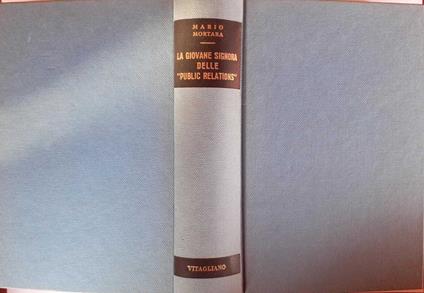 MARIO
MORTARA
LA GIOVANE SIGNORA
DELLE
"PUBLIC RELATIONS"
VITAGLIANO